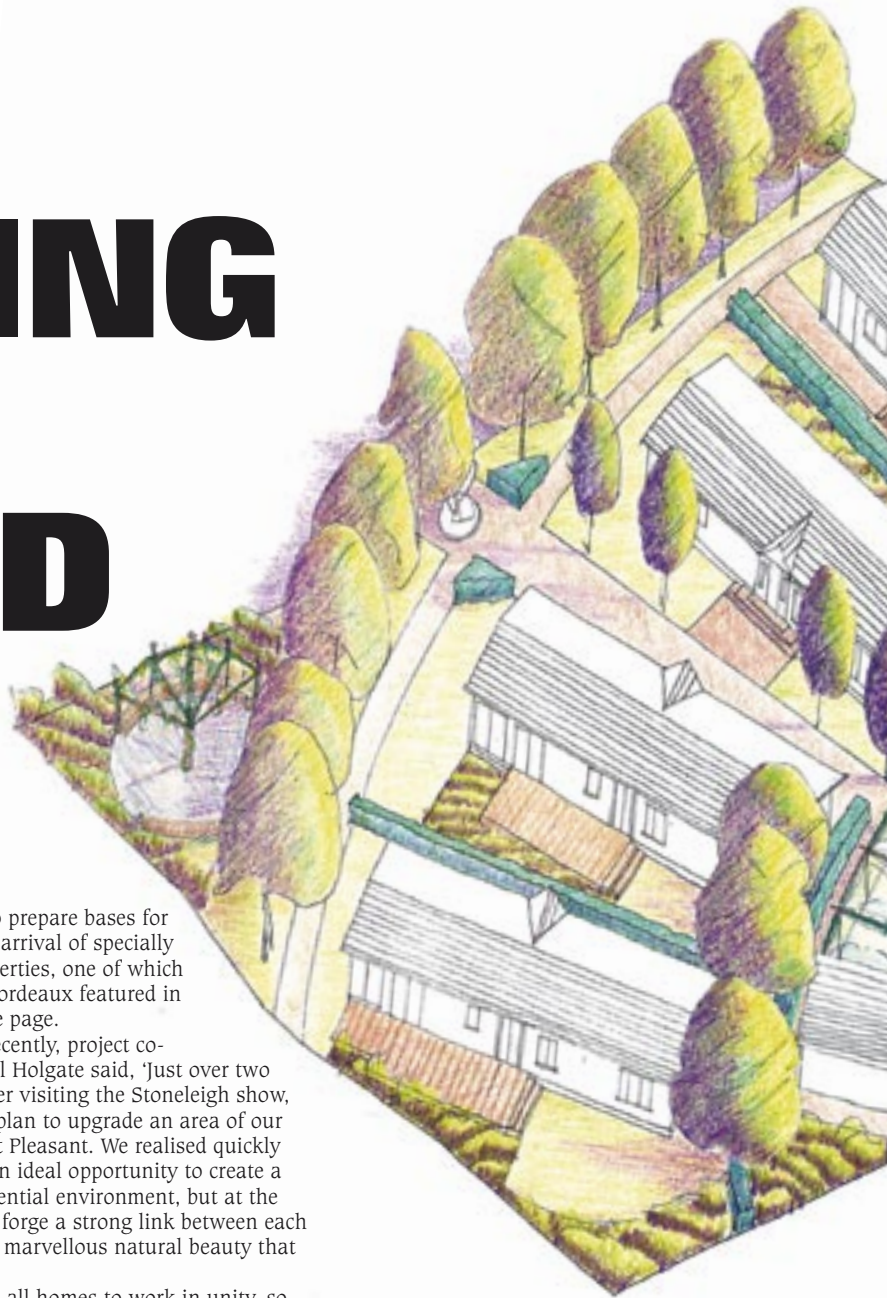 ING
D
prepare bases for
arrival of specially
erties, one of which
ordeaux featured in
page.
ecently, project co-
l Holgate said, ‘Just over two
er visiting the Stoneleigh show,
plan to upgrade an area of our
t Pleasant. We realised quickly
n ideal opportunity to create a
ential environment, but at the
forge a strong link between each
marvellous natural beauty that
all homes to work in unity, so